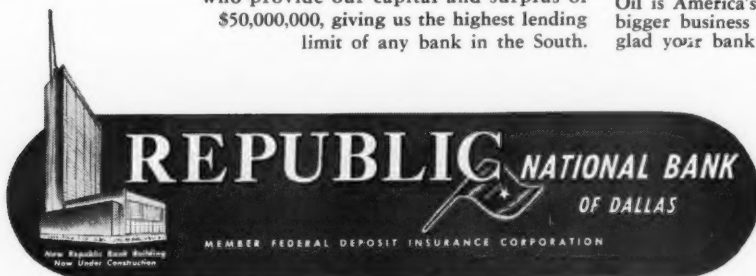 who provide our capital and surplus of
$50,000,000, giving us the highest lending
limit of any bank in the South.
Oil is America's
bigger business
glad your bank
REPUBLIC NATIONAL BANK
OF DALLAS
MEMBER FEDERAL DEPOSIT INSURANCE CORPORATION
New Republic Bank Building
Now Under Construction